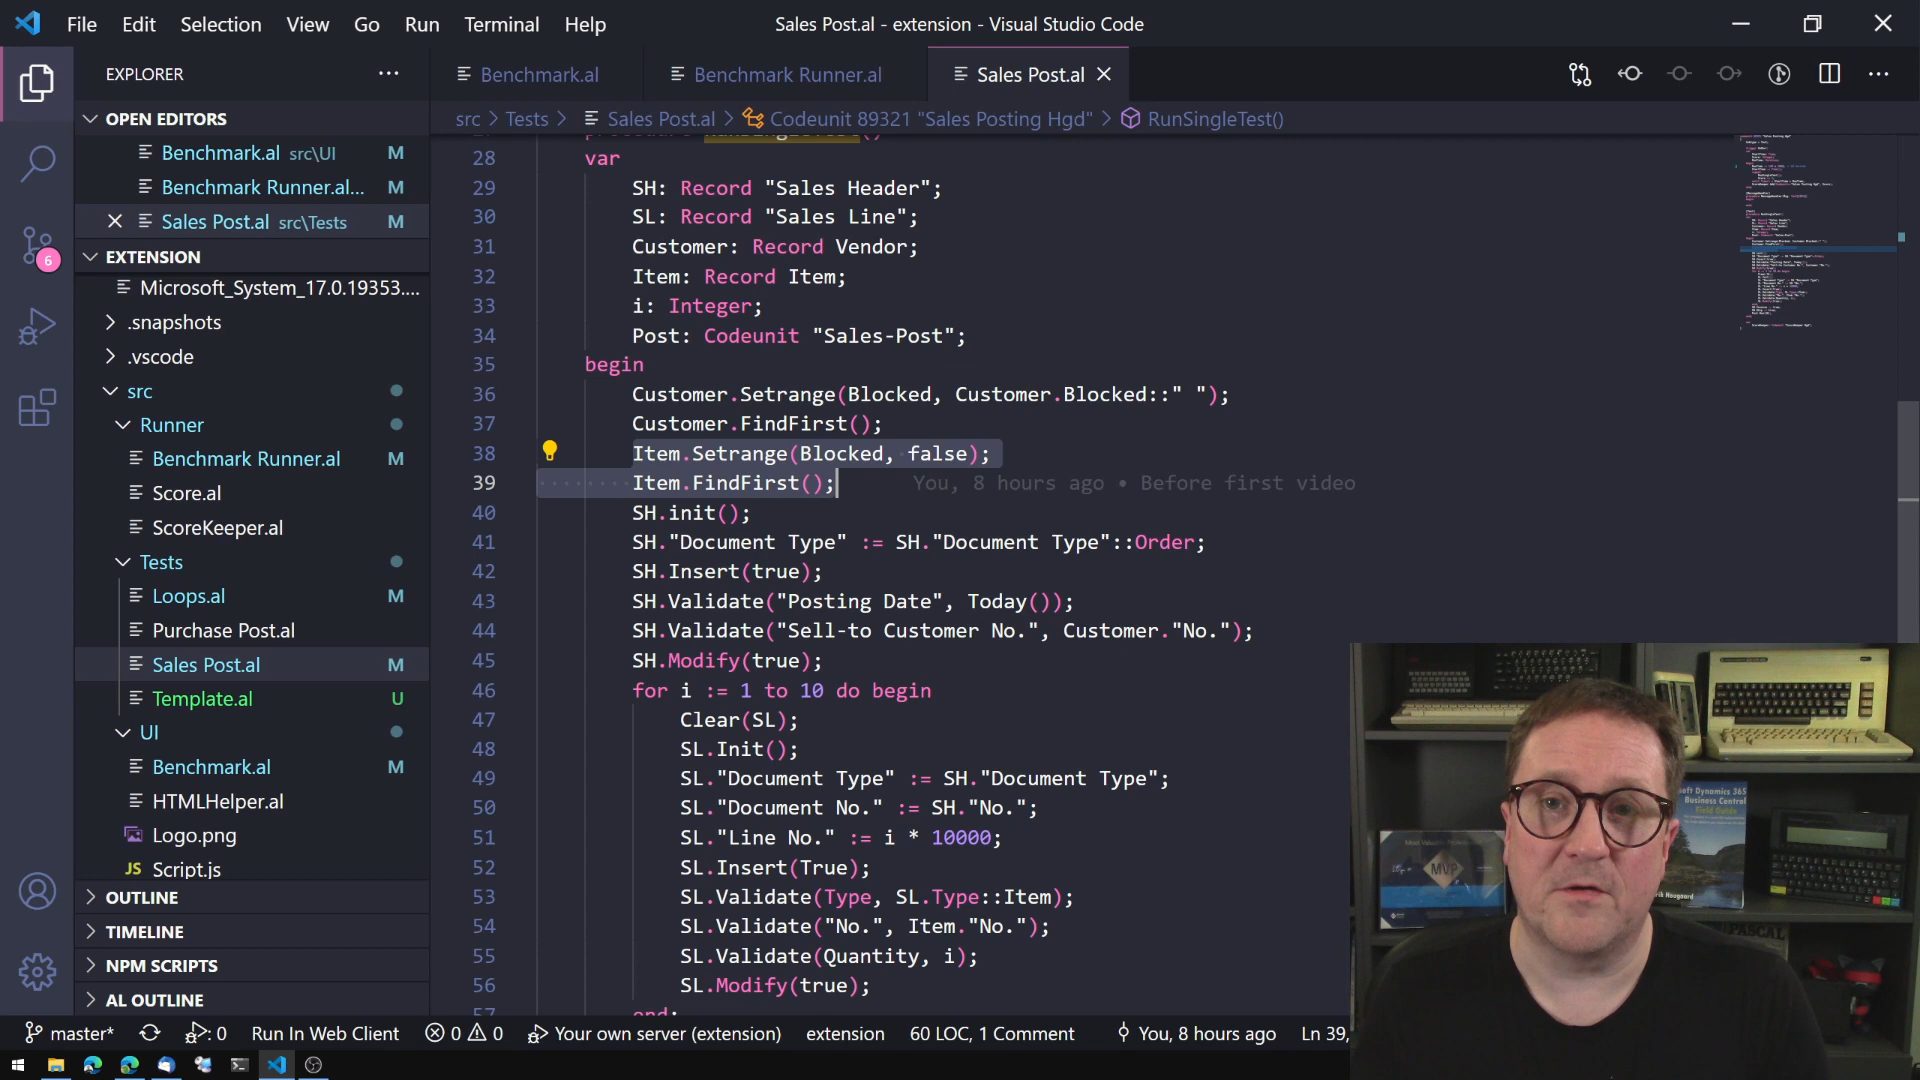 File Edit Selection View Go Run Terminal Help
Sales Post.al - extension - Visual Studio Code
EXPLORER
Benchmark.al
Benchmark Runner.al
Sales Post.al
OPEN EDITORS
Benchmark.al src\UI M
Benchmark Runner.al... M
Sales Post.al src\Tests M
6
EXTENSION
Microsoft_System_17.0.19353....
.snapshots
.vscode
src
Runner
Benchmark Runner.al M
Score.al
ScoreKeeper.al
Tests
Loops.al M
Purchase Post.al
Sales Post.al M
Template.al U
UI
Benchmark.al M
HTMLHelper.al
Logo.png
JS Script.js
OUTLINE
TIMELINE
NPM SCRIPTS
AL OUTLINE
src > Tests > Sales Post.al > Codeunit 89321 "Sales Posting Hgd" > RunSingleTest()
28 var
29 SH: Record "Sales Header";
30 SL: Record "Sales Line";
31 Customer: Record Vendor;
32 Item: Record Item;
33 i: Integer;
34 Post: Codeunit "Sales-Post";
35 begin
36 Customer.Setrange(Blocked, Customer.Blocked::" ");
37 Customer.FindFirst();
38 Item.Setrange(Blocked, false);
39 Item.FindFirst(); You, 8 hours ago • Before first video
40 SH.init();
41 SH."Document Type" := SH."Document Type"::Order;
42 SH.Insert(true);
43 SH.Validate("Posting Date", Today());
44 SH.Validate("Sell-to Customer No.", Customer."No.");
45 SH.Modify(true);
46 for i := 1 to 10 do begin
47 Clear(SL);
48 SL.Init();
49 SL."Document Type" := SH."Document Type";
50 SL."Document No." := SH."No.";
51 SL."Line No." := i * 10000;
52 SL.Insert(True);
53 SL.Validate(Type, SL.Type::Item);
54 SL.Validate("No.", Item."No.");
55 SL.Validate(Quantity, i);
56 SL.Modify(true);
57 end;
Dynamics 365
Business Central
Field Guide
MVP
PASCAL
master* 0 Run In Web Client 0 0 Your own server (extension) extension 60 LOC, 1 Comment You, 8 hours ago Ln 39,